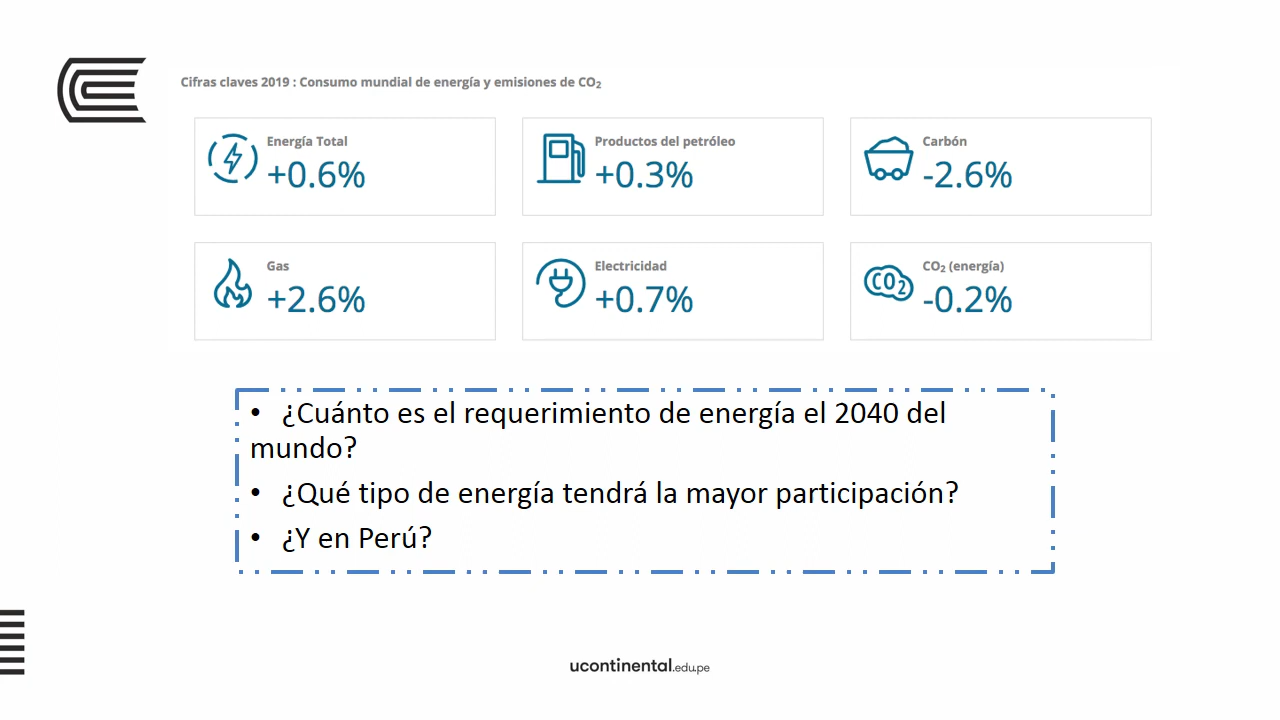 Cifras claves 2019 : Consumo mundial de energía y emisiones de CO₂
Energía Total
+0.6%
Productos del petróleo
+0.3%
Carbón
-2.6%
Gas
+2.6%
Electricidad
+0.7%
CO₂ (energía)
CO₂
-0.2%
• ¿Cuánto es el requerimiento de energía el 2040 del
mundo?
• ¿Qué tipo de energía tendrá la mayor participación?
• ¿Y en Perú?
ucontinental.edu.pe